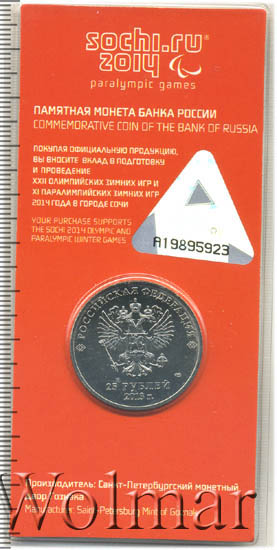 sochi.ru
2014
paralympic games
ПАМЯТНАЯ МОНЕТА БАНКА РОССИИ
COMMEMORATIVE COIN OF THE BANK OF RUSSIA
ПОКУПАЯ ОФИЦИАЛЬНУЮ ПРОДУКЦИЮ,
ВЫ ВНОСИТЕ ВКЛАД В ПОДГОТОВКУ
И ПРОВЕДЕНИЕ
XXII ОЛИМПИЙСКИХ ЗИМНИХ ИГР И
XI ПАРАЛИМПИЙСКИХ ЗИМНИХ ИГР
2014 ГОДА В ГОРОДЕ СОЧИ
YOUR PURCHASE SUPPORTS
THE SOCHI 2014 OLYMPIC AND
PARALYMPIC WINTER GAMES
A19895923
РОССИЙСКАЯ ФЕДЕРАЦИЯ
25 РУБЛЕЙ
2013 г.
Производитель: Санкт-Петербургский монетный
двор Гознака
Manufacturer: Saint-Petersburg Mint of Goznak
Wolmar